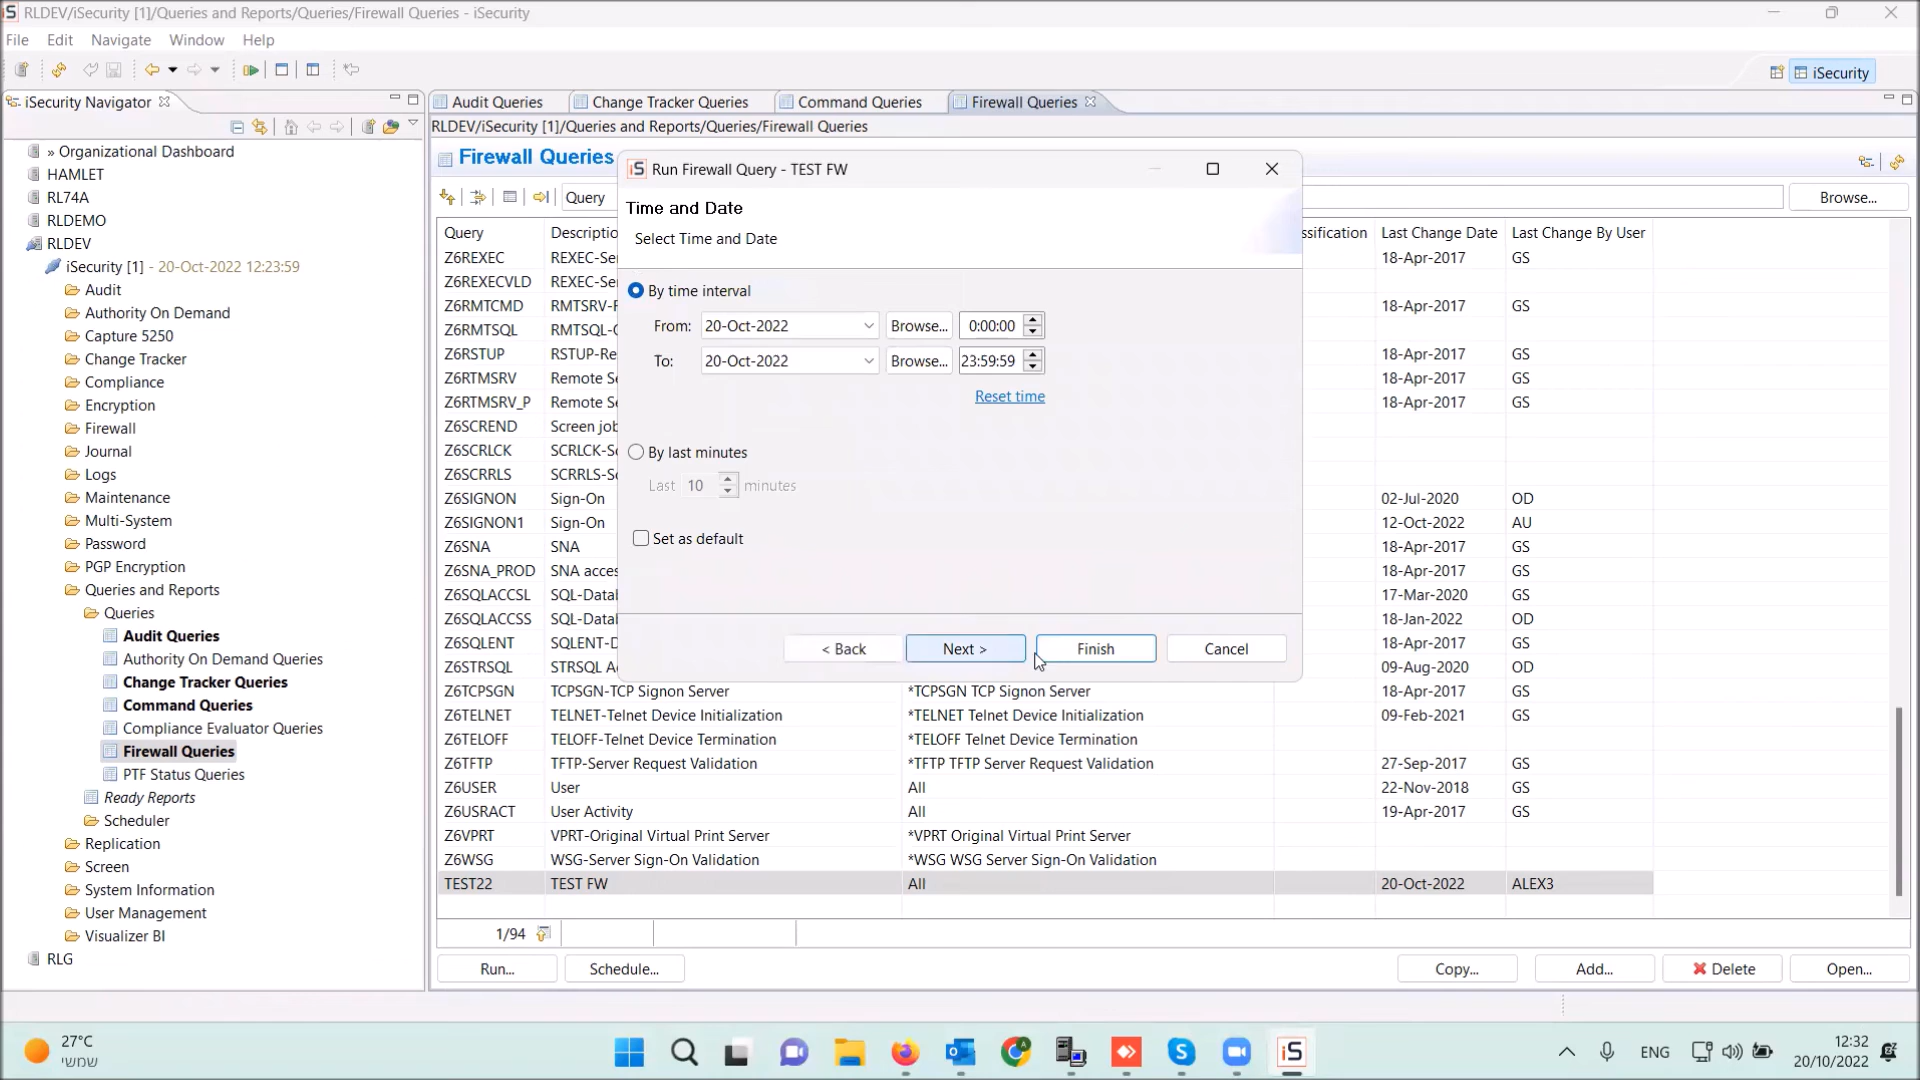 RLDEV/iSecurity [1]/Queries and Reports/Queries/Firewall Queries - iSecurity
File Edit Navigate Window Help
iSecurity
iSecurity Navigator
» Organizational Dashboard
HAMLET
RL74A
RLDEMO
RLDEV
iSecurity [1] - 20-Oct-2022 12:23:59
Audit
Authority On Demand
Capture 5250
Change Tracker
Compliance
Encryption
Firewall
Journal
Logs
Maintenance
Multi-System
Password
PGP Encryption
Queries and Reports
Queries
Audit Queries
Authority On Demand Queries
Change Tracker Queries
Command Queries
Compliance Evaluator Queries
Firewall Queries
PTF Status Queries
Ready Reports
Scheduler
Replication
Screen
System Information
User Management
Visualizer BI
RLG
Audit Queries Change Tracker Queries Command Queries Firewall Queries
RLDEV/iSecurity [1]/Queries and Reports/Queries/Firewall Queries
Firewall Queries
Query Browse...
Query Descriptio ssification Last Change Date Last Change By User
Z6REXEC REXEC-Se 18-Apr-2017 GS
Z6REXECVLD REXEC-Se
Z6RMTCMD RMTSRV-F 18-Apr-2017 GS
Z6RMTSQL RMTSQL-C
Z6RSTUP RSTUP-Re 18-Apr-2017 GS
Z6RTMSRV Remote Se 18-Apr-2017 GS
Z6RTMSRV_P Remote Se 18-Apr-2017 GS
Z6SCREND Screen job
Z6SCRLCK SCRLCK-Sc
Z6SCRRLS SCRRLS-Sc
Z6SIGNON Sign-On 02-Jul-2020 OD
Z6SIGNON1 Sign-On 12-Oct-2022 AU
Z6SNA SNA 18-Apr-2017 GS
Z6SNA_PROD SNA acces 18-Apr-2017 GS
Z6SQLACCSL SQL-Datal 17-Mar-2020 GS
Z6SQLACCSS SQL-Datal 18-Jan-2022 OD
Z6SQLENT SQLENT-D 18-Apr-2017 GS
Z6STRSQL STRSQL A 09-Aug-2020 OD
Z6TCPSGN TCPSGN-TCP Signon Server *TCPSGN TCP Signon Server 18-Apr-2017 GS
Z6TELNET TELNET-Telnet Device Initialization *TELNET Telnet Device Initialization 09-Feb-2021 GS
Z6TELOFF TELOFF-Telnet Device Termination *TELOFF Telnet Device Termination
Z6TFTP TFTP-Server Request Validation *TFTP TFTP Server Request Validation 27-Sep-2017 GS
Z6USER User All 22-Nov-2018 GS
Z6USRACT User Activity All 19-Apr-2017 GS
Z6VPRT VPRT-Original Virtual Print Server *VPRT Original Virtual Print Server
Z6WSG WSG-Server Sign-On Validation *WSG WSG Server Sign-On Validation
TEST22 TEST FW All 20-Oct-2022 ALEX3
1/94
Run... Schedule... Copy... Add... Delete Open...
iS Run Firewall Query - TEST FW
Time and Date
Select Time and Date
By time interval
From: 20-Oct-2022 Browse... 0:00:00
To: 20-Oct-2022 Browse... 23:59:59
Reset time
By last minutes
Last 10 minutes
Set as default
< Back Next > Finish Cancel
27°C
שמשי
iS
ENG
12:32
20/10/2022